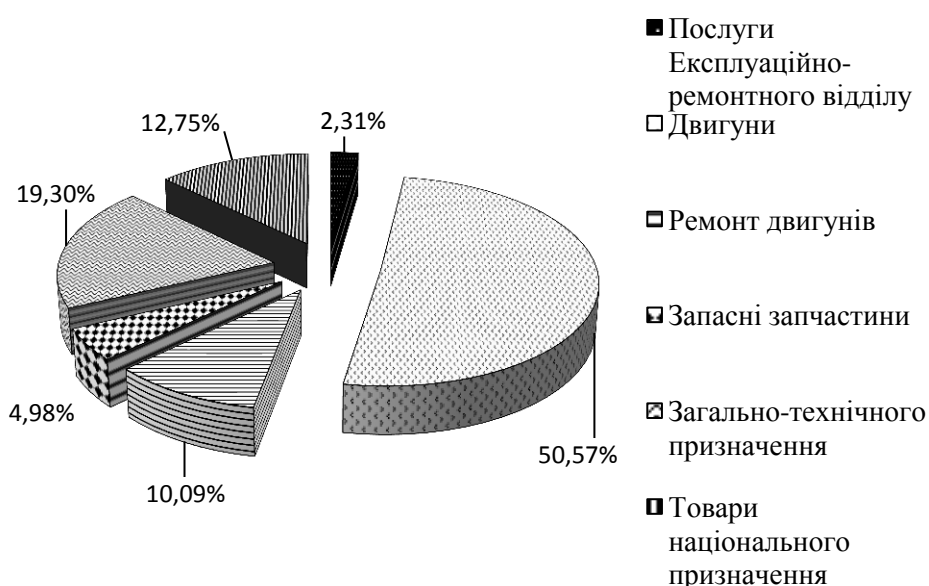 Послуги
Експлуаційно-
ремонтного відділу
Двигуни
Ремонт двигунів
Запасні запчастини
Загально-технічного
призначення
Товари
національного
призначення
12,75%
2,31%
19,30%
4,98%
10,09%
50,57%